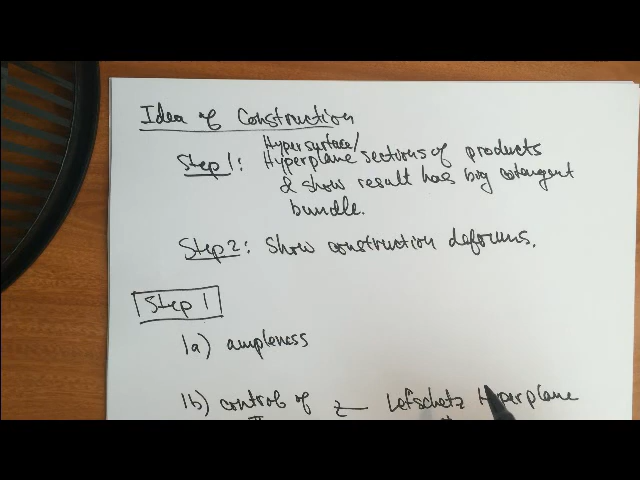 Idea of Construction
Hypersurface/
Step 1: Hyperplane sections of products
& show result has big cotangent
bundle.
Step 2: Show construction deforms.
Step 1
1a) ampleness
1b) control of ← Lefschetz Hyperplane